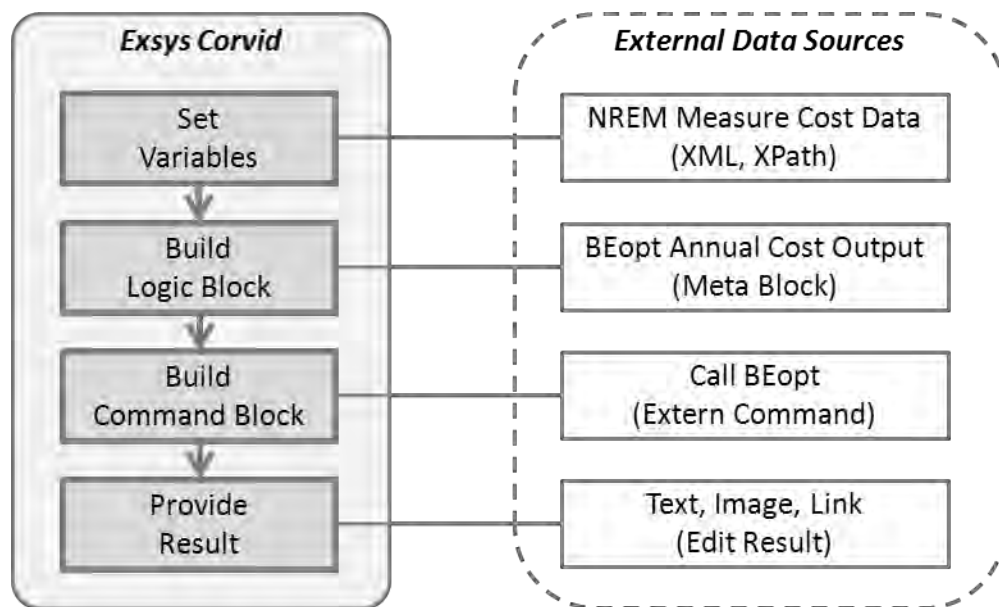 Exsys Corvid
Set
Variables
Build
Logic Block
Build
Command Block
Provide
Result
External Data Sources
NREM Measure Cost Data
(XML, XPath)
BEopt Annual Cost Output
(Meta Block)
Call BEopt
(Extern Command)
Text, Image, Link
(Edit Result)